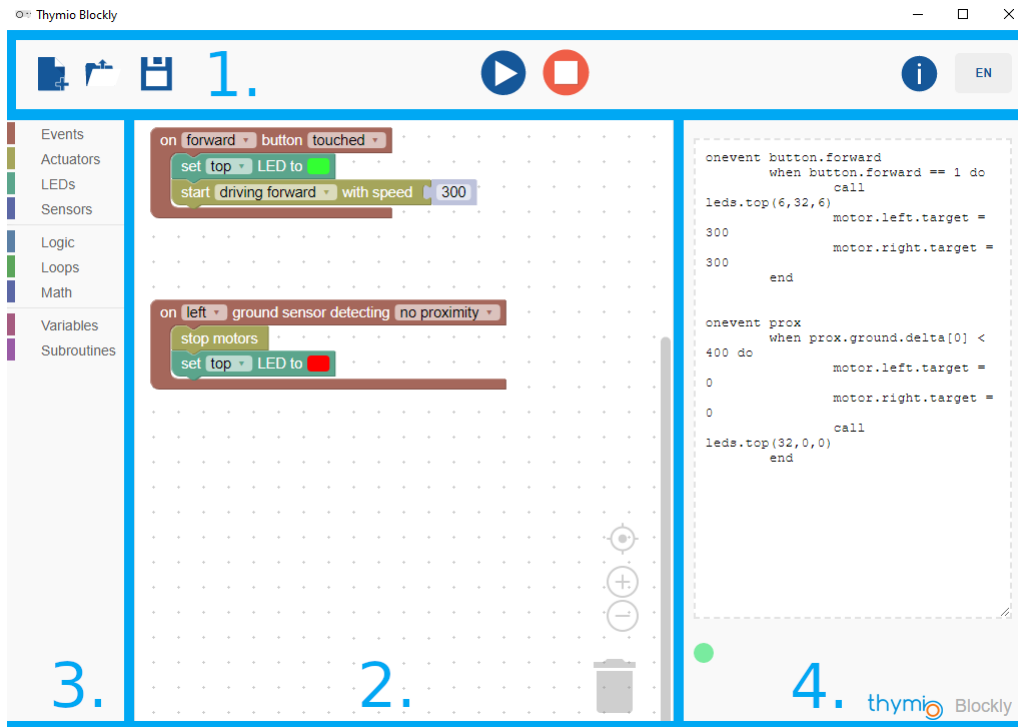 Thymio Blockly
1.
EN
Events
Actuators
LEDs
Sensors
Logic
Loops
Math
Variables
Subroutines
3.
on forward button touched
set top LED to
start driving forward with speed 300
on left ground sensor detecting no proximity
stop motors
set top LED to
2.
onevent button.forward
when button.forward == 1 do
call
leds.top(6,32,6)
motor.left.target =
300
motor.right.target =
300
end
onevent prox
when prox.ground.delta[0] <
400 do
motor.left.target =
0
motor.right.target =
0
call
leds.top(32,0,0)
end
4.
thymio Blockly